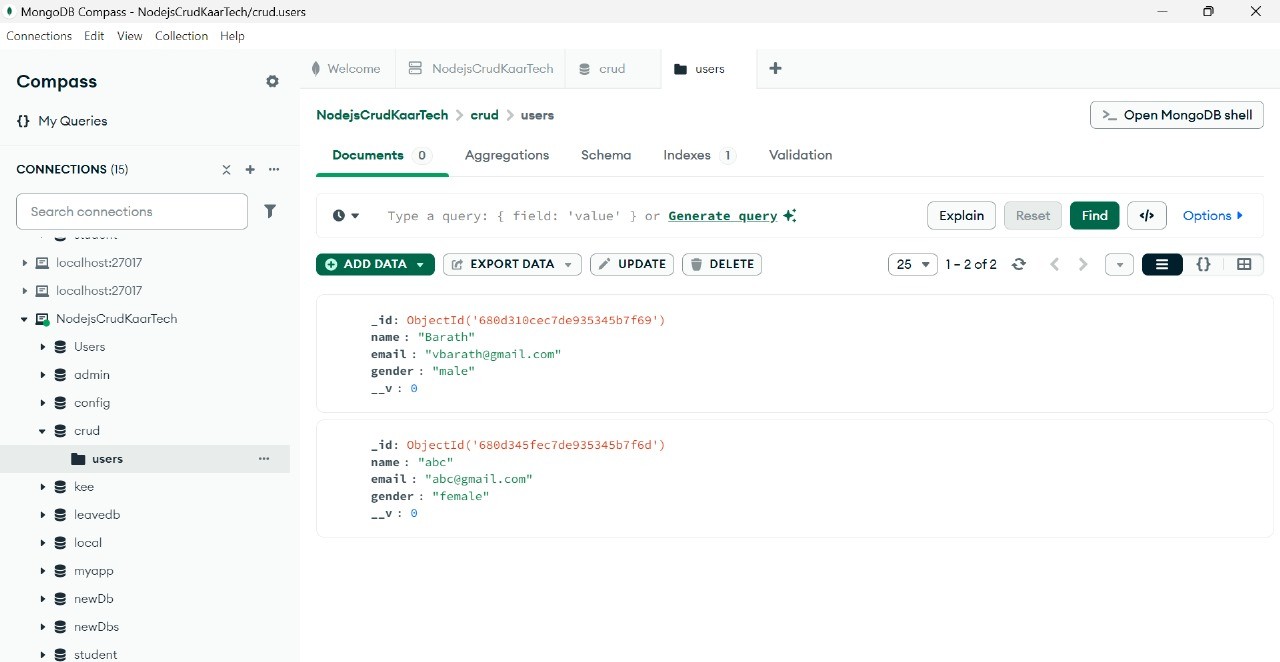 MongoDB Compass - NodejsCrudKaarTech/crud.users
Connections Edit View Collection Help
Compass
{} My Queries
CONNECTIONS (15)
Search connections
localhost:27017
localhost:27017
NodejsCrudKaarTech
Users
admin
config
crud
users
kee
leavedb
local
myapp
newDb
newDbs
student
Welcome NodejsCrudKaarTech crud users +
NodejsCrudKaarTech > crud > users
>_ Open MongoDB shell
Documents 0 Aggregations Schema Indexes 1 Validation
Type a query: { field: 'value' } or Generate query
Explain Reset Find </> Options
ADD DATA EXPORT DATA UPDATE DELETE
25 1 – 2 of 2
_id: ObjectId('680d310cec7de935345b7f69')
name : "Barath"
email : "vbarath@gmail.com"
gender : "male"
__v : 0
_id: ObjectId('680d345fec7de935345b7f6d')
name : "abc"
email : "abc@gmail.com"
gender : "female"
__v : 0